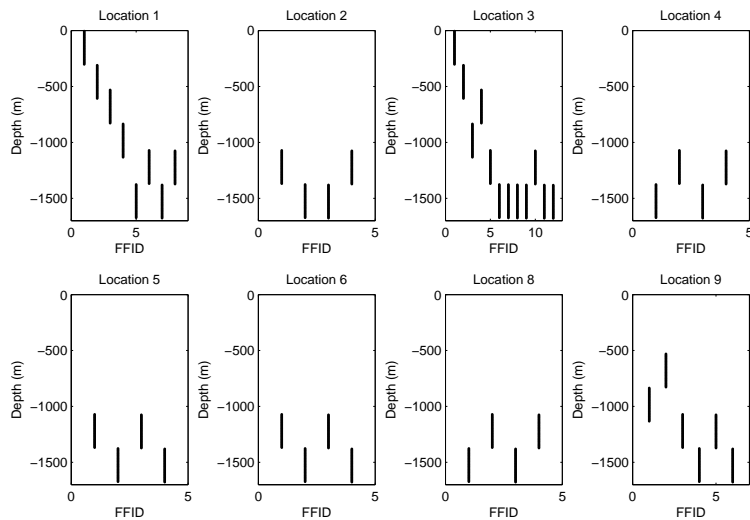 Location 1
0
−500
−1000
−1500
Depth (m)
0
5
FFID
Location 2
0
−500
−1000
−1500
Depth (m)
0
5
FFID
Location 3
0
−500
−1000
−1500
Depth (m)
0
5
10
FFID
Location 4
0
−500
−1000
−1500
Depth (m)
0
5
FFID
Location 5
0
−500
−1000
−1500
Depth (m)
0
5
FFID
Location 6
0
−500
−1000
−1500
Depth (m)
0
5
FFID
Location 8
0
−500
−1000
−1500
Depth (m)
0
5
FFID
Location 9
0
−500
−1000
−1500
Depth (m)
0
5
FFID